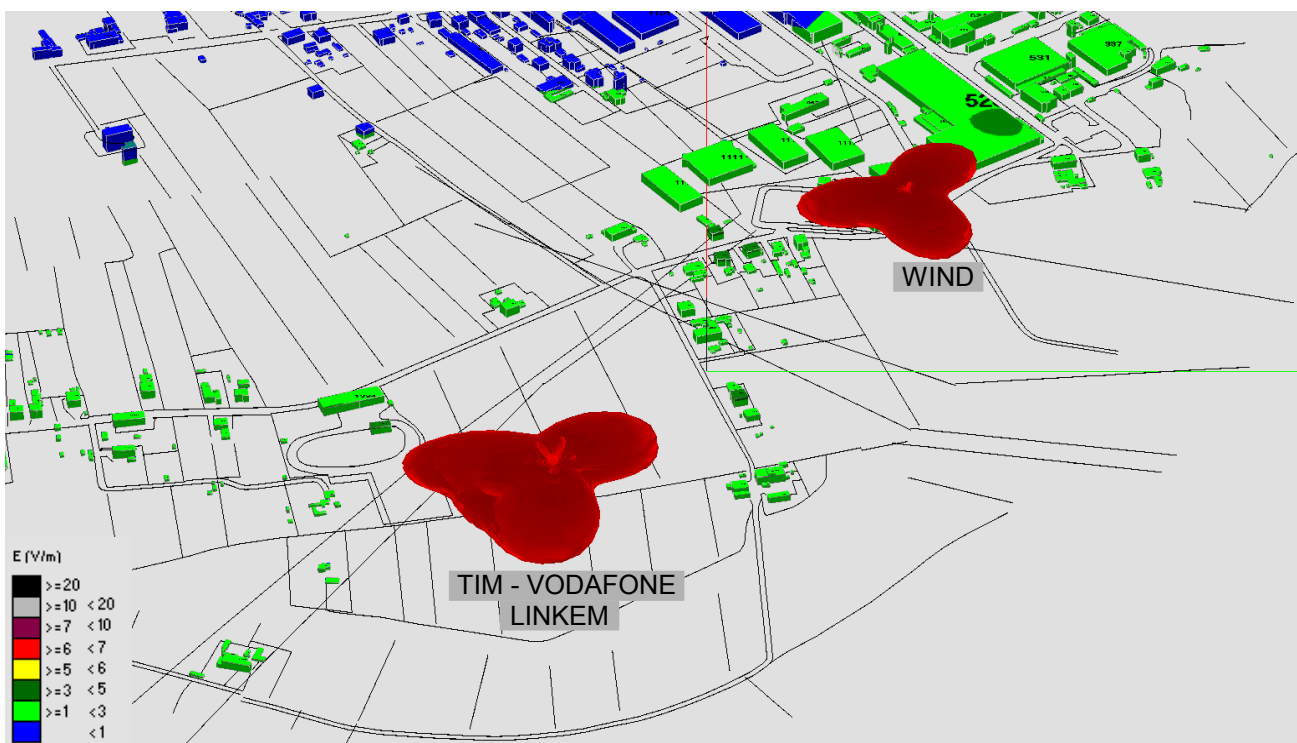 531
937
1111
WIND
TIM - VODAFONE
LINKEM
E (V/m)
>=20
>=10 <20
>=7 <10
>=6 <7
>=5 <6
>=3 <5
>=1 <3
<1